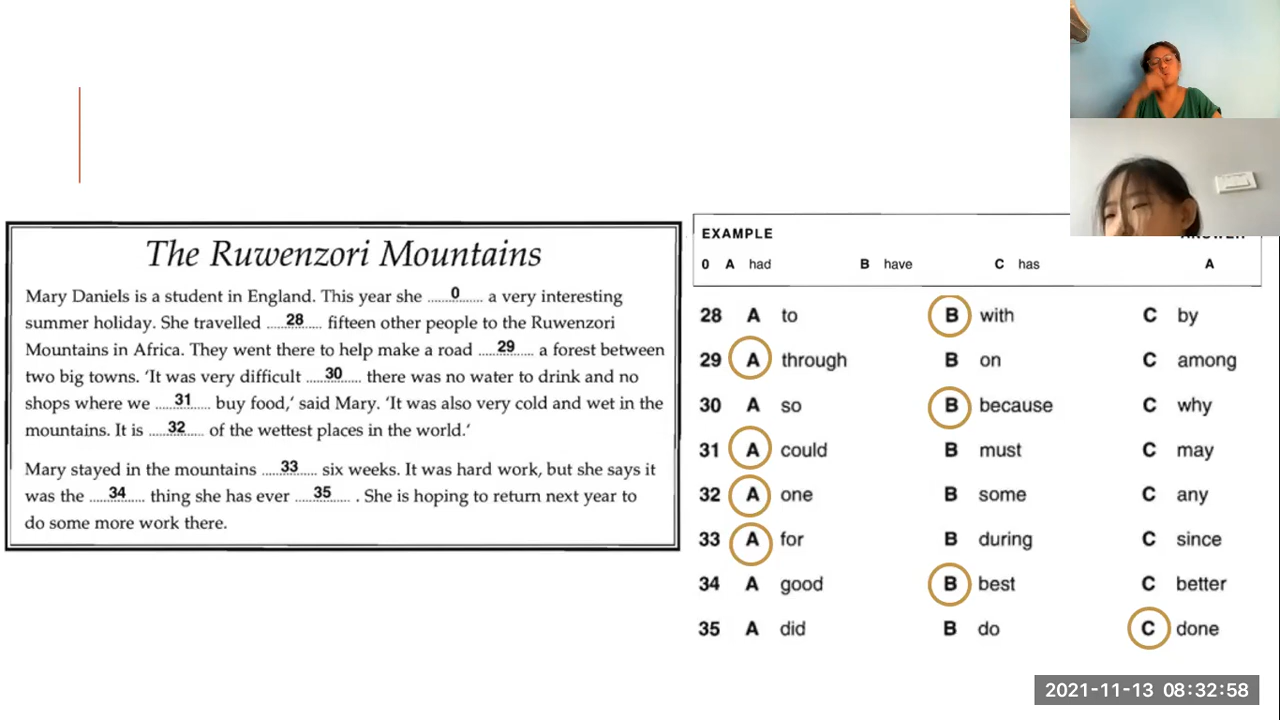 The Ruwenzori Mountains
Mary Daniels is a student in England. This year she ....0.... a very interesting
summer holiday. She travelled ....28.... fifteen other people to the Ruwenzori
Mountains in Africa. They went there to help make a road ....29.... a forest between
two big towns. ‘It was very difficult ....30.... there was no water to drink and no
shops where we ....31.... buy food,’ said Mary. ‘It was also very cold and wet in the
mountains. It is ....32.... of the wettest places in the world.‘
Mary stayed in the mountains ....33.... six weeks. It was hard work, but she says it
was the ....34.... thing she has ever ....35.... . She is hoping to return next year to
do some more work there.
EXAMPLE
0 A had B have C has A
28 A to B with C by
29 A through B on C among
30 A so B because C why
31 A could B must C may
32 A one B some C any
33 A for B during C since
34 A good B best C better
35 A did B do C done
2021-11-13 08:32:58